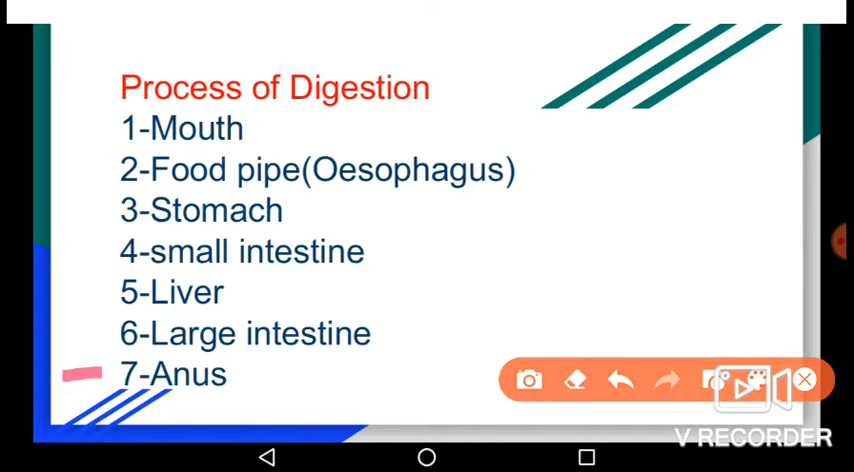 Process of Digestion
1-Mouth
2-Food pipe(Oesophagus)
3-Stomach
4-small intestine
5-Liver
6-Large intestine
7-Anus
V RECORDER